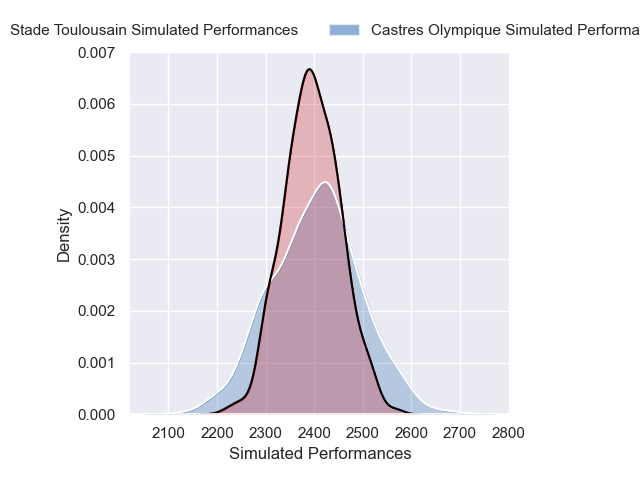 Stade Toulousain Simulated Performances Castres Olympique Simulated Performa
0.007
0.006
0.005
0.004
0.003
0.002
0.001
0.000
Density
2100 2200 2300 2400 2500 2600 2700 2800
Simulated Performances